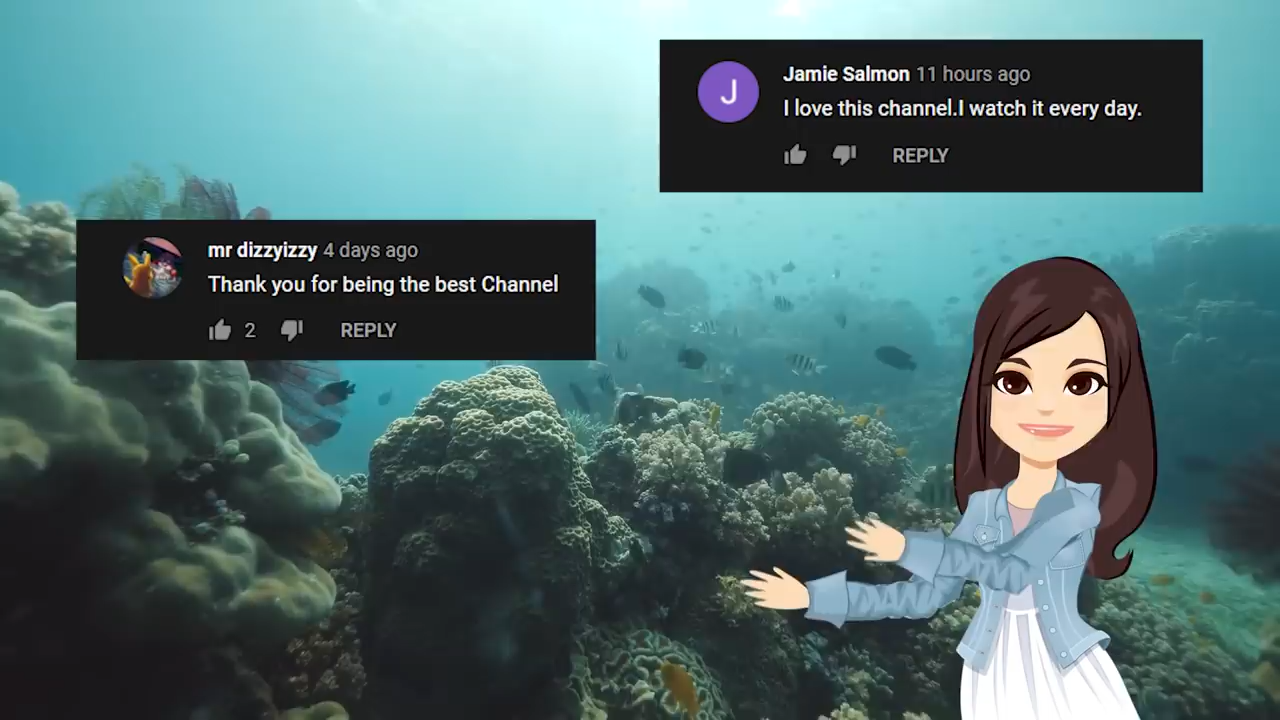 J
Jamie Salmon 11 hours ago
I love this channel.I watch it every day.
REPLY
mr dizzyizzy 4 days ago
Thank you for being the best Channel
2 REPLY